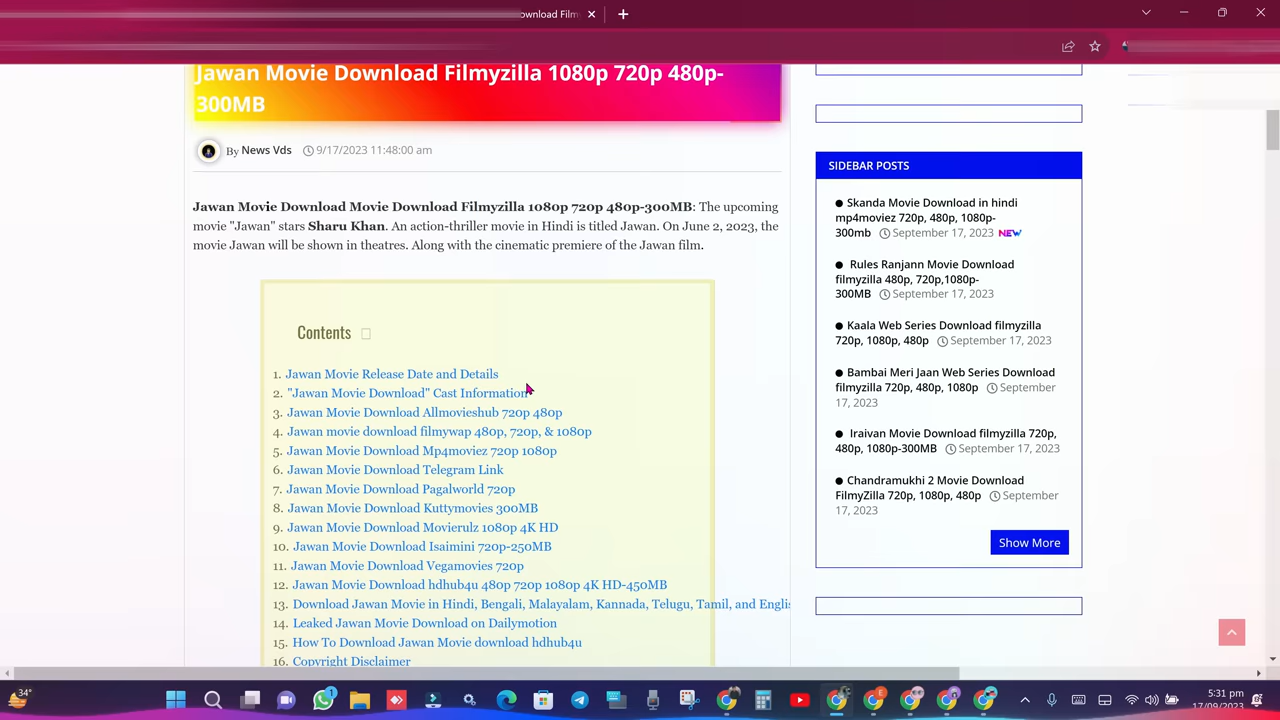 ownload Film
Jawan Movie Download Filmyzilla 1080p 720p 480p-
300MB
By News Vds 9/17/2023 11:48:00 am
Jawan Movie Download Movie Download Filmyzilla 1080p 720p 480p-300MB: The upcoming
movie "Jawan" stars Sharu Khan. An action-thriller movie in Hindi is titled Jawan. On June 2, 2023, the
movie Jawan will be shown in theatres. Along with the cinematic premiere of the Jawan film.
Contents
1. Jawan Movie Release Date and Details
2. "Jawan Movie Download" Cast Information
3. Jawan Movie Download Allmovieshub 720p 480p
4. Jawan movie download filmywap 480p, 720p, & 1080p
5. Jawan Movie Download Mp4moviez 720p 1080p
6. Jawan Movie Download Telegram Link
7. Jawan Movie Download Pagalworld 720p
8. Jawan Movie Download Kuttymovies 300MB
9. Jawan Movie Download Movierulz 1080p 4K HD
10. Jawan Movie Download Isaimini 720p-250MB
11. Jawan Movie Download Vegamovies 720p
12. Jawan Movie Download hdhub4u 480p 720p 1080p 4K HD-450MB
13. Download Jawan Movie in Hindi, Bengali, Malayalam, Kannada, Telugu, Tamil, and Englis
14. Leaked Jawan Movie Download on Dailymotion
15. How To Download Jawan Movie download hdhub4u
16. Copyright Disclaimer
SIDEBAR POSTS
Skanda Movie Download in hindi
mp4moviez 720p, 480p, 1080p-
300mb September 17, 2023 NEW
Rules Ranjann Movie Download
filmyzilla 480p, 720p,1080p-
300MB September 17, 2023
Kaala Web Series Download filmyzilla
720p, 1080p, 480p September 17, 2023
Bambai Meri Jaan Web Series Download
filmyzilla 720p, 480p, 1080p September
17, 2023
Iraivan Movie Download filmyzilla 720p,
480p, 1080p-300MB September 17, 2023
Chandramukhi 2 Movie Download
FilmyZilla 720p, 1080p, 480p September
17, 2023
Show More
34°
1
E
5:31 pm
17/09/2023